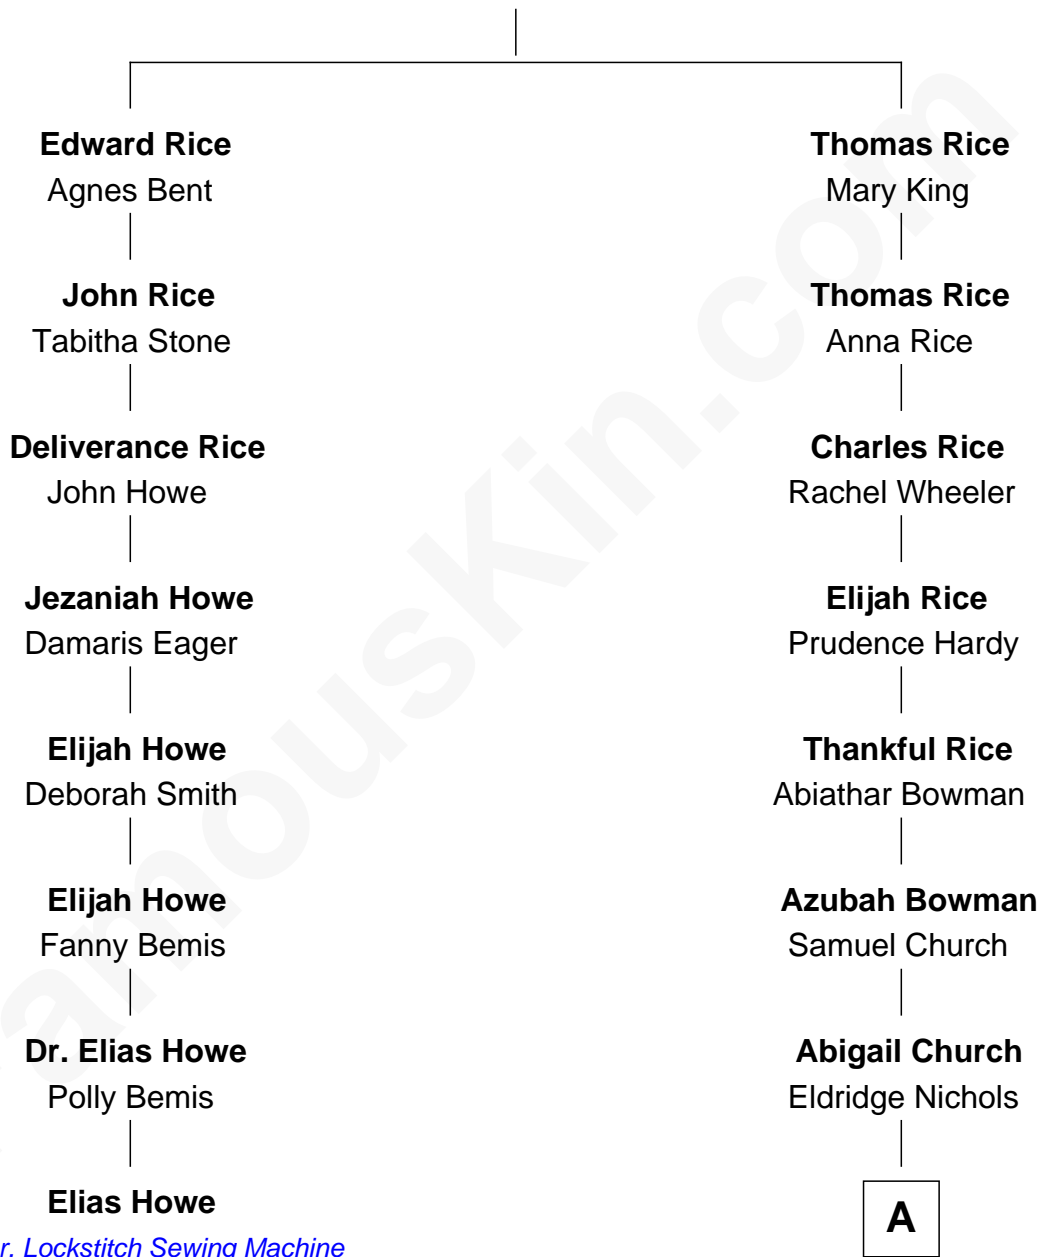 Edward Rice
Agnes Bent
Thomas Rice
Mary King
John Rice
Tabitha Stone
Thomas Rice
Anna Rice
Deliverance Rice
John Howe
Charles Rice
Rachel Wheeler
Jezaniah Howe
Damaris Eager
Elijah Rice
Prudence Hardy
Elijah Howe
Deborah Smith
Thankful Rice
Abiathar Bowman
Elijah Howe
Fanny Bemis
Azubah Bowman
Samuel Church
Dr. Elias Howe
Polly Bemis
Abigail Church
Eldridge Nichols
Elias Howe
r. Lockstitch Sewing Machine
A
amousKin.com